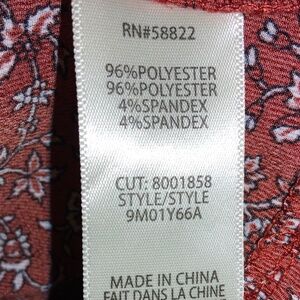 RN#58822
96%POLYESTER
96%POLYESTER
4%SPANDEX
4%SPANDEX
CUT: 8001858
STYLE/STYLE
9M01Y66A
MADE IN CHINA
FAIT DANS LA CHINE